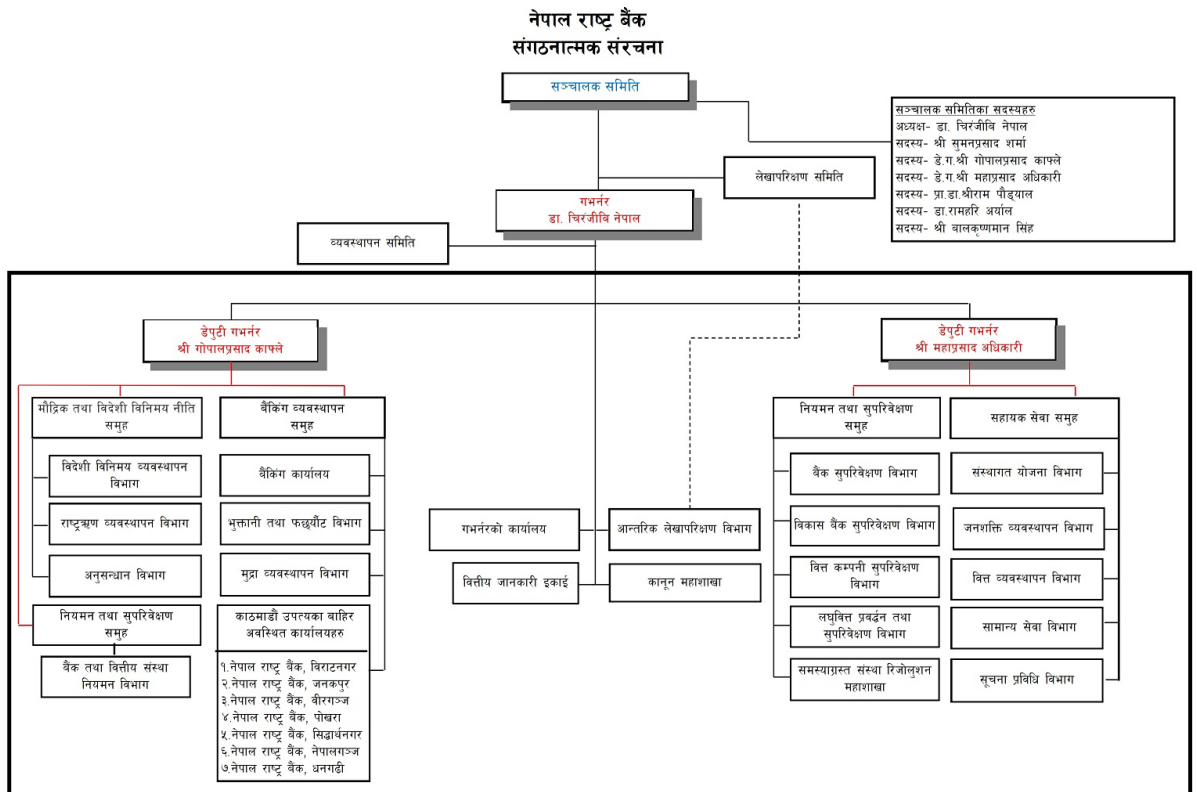 नेपाल राष्ट्र बैंक
संगठनात्मक संरचना
सञ्चालक समिति
सञ्चालक समितिका सदस्यहरु
अध्यक्ष- डा. चिरंजीवि नेपाल
सदस्य- श्री सुमनप्रसाद शर्मा
सदस्य- डे.ग.श्री गोपालप्रसाद काफ्ले
सदस्य- डे.ग.श्री महाप्रसाद अधिकारी
सदस्य- प्रा.डा.श्रीराम पौड्याल
सदस्य- डा.रामहरि अर्याल
सदस्य- श्री बालकृष्णमान सिंह
लेखापरिक्षण समिति
गभर्नर
डा. चिरंजीवि नेपाल
व्यवस्थापन समिति
डेपुटी गभर्नर
श्री गोपालप्रसाद काफ्ले
डेपुटी गभर्नर
श्री महाप्रसाद अधिकारी
मौद्रिक तथा विदेशी विनिमय नीति
समुह
विदेशी विनिमय व्यवस्थापन
विभाग
राष्ट्रऋण व्यवस्थापन विभाग
अनुसन्धान विभाग
नियमन तथा सुपरिवेक्षण
समुह
बैंक तथा वित्तीय संस्था
नियमन विभाग
बैंकिंग व्यवस्थापन
समुह
बैंकिंग कार्यालय
भुक्तानी तथा फछर्यौट विभाग
मुद्रा व्यवस्थापन विभाग
काठमाडौं उपत्यका बाहिर
अवस्थित कार्यालयहरु
१.नेपाल राष्ट्र बैंक, विराटनगर
२.नेपाल राष्ट्र बैंक, जनकपुर
३.नेपाल राष्ट्र बैंक, वीरगञ्ज
४.नेपाल राष्ट्र बैंक, पोखरा
५.नेपाल राष्ट्र बैंक, सिद्धार्थनगर
६.नेपाल राष्ट्र बैंक, नेपालगञ्ज
७.नेपाल राष्ट्र बैंक, धनगढी
गभर्नरको कार्यालय
आन्तरिक लेखापरिक्षण विभाग
वित्तीय जानकारी इकाई
कानून महाशाखा
नियमन तथा सुपरिवेक्षण
समुह
बैंक सुपरिवेक्षण विभाग
विकास बैंक सुपरिवेक्षण विभाग
वित्त कम्पनी सुपरिवेक्षण
विभाग
लघुवित्त प्रवर्द्धन तथा
सुपरिवेक्षण विभाग
समस्याग्रस्त संस्था रिजोलुशन
महाशाखा
सहायक सेवा समुह
संस्थागत योजना विभाग
जनशक्ति व्यवस्थापन विभाग
वित्त व्यवस्थापन विभाग
सामान्य सेवा विभाग
सूचना प्रविधि विभाग